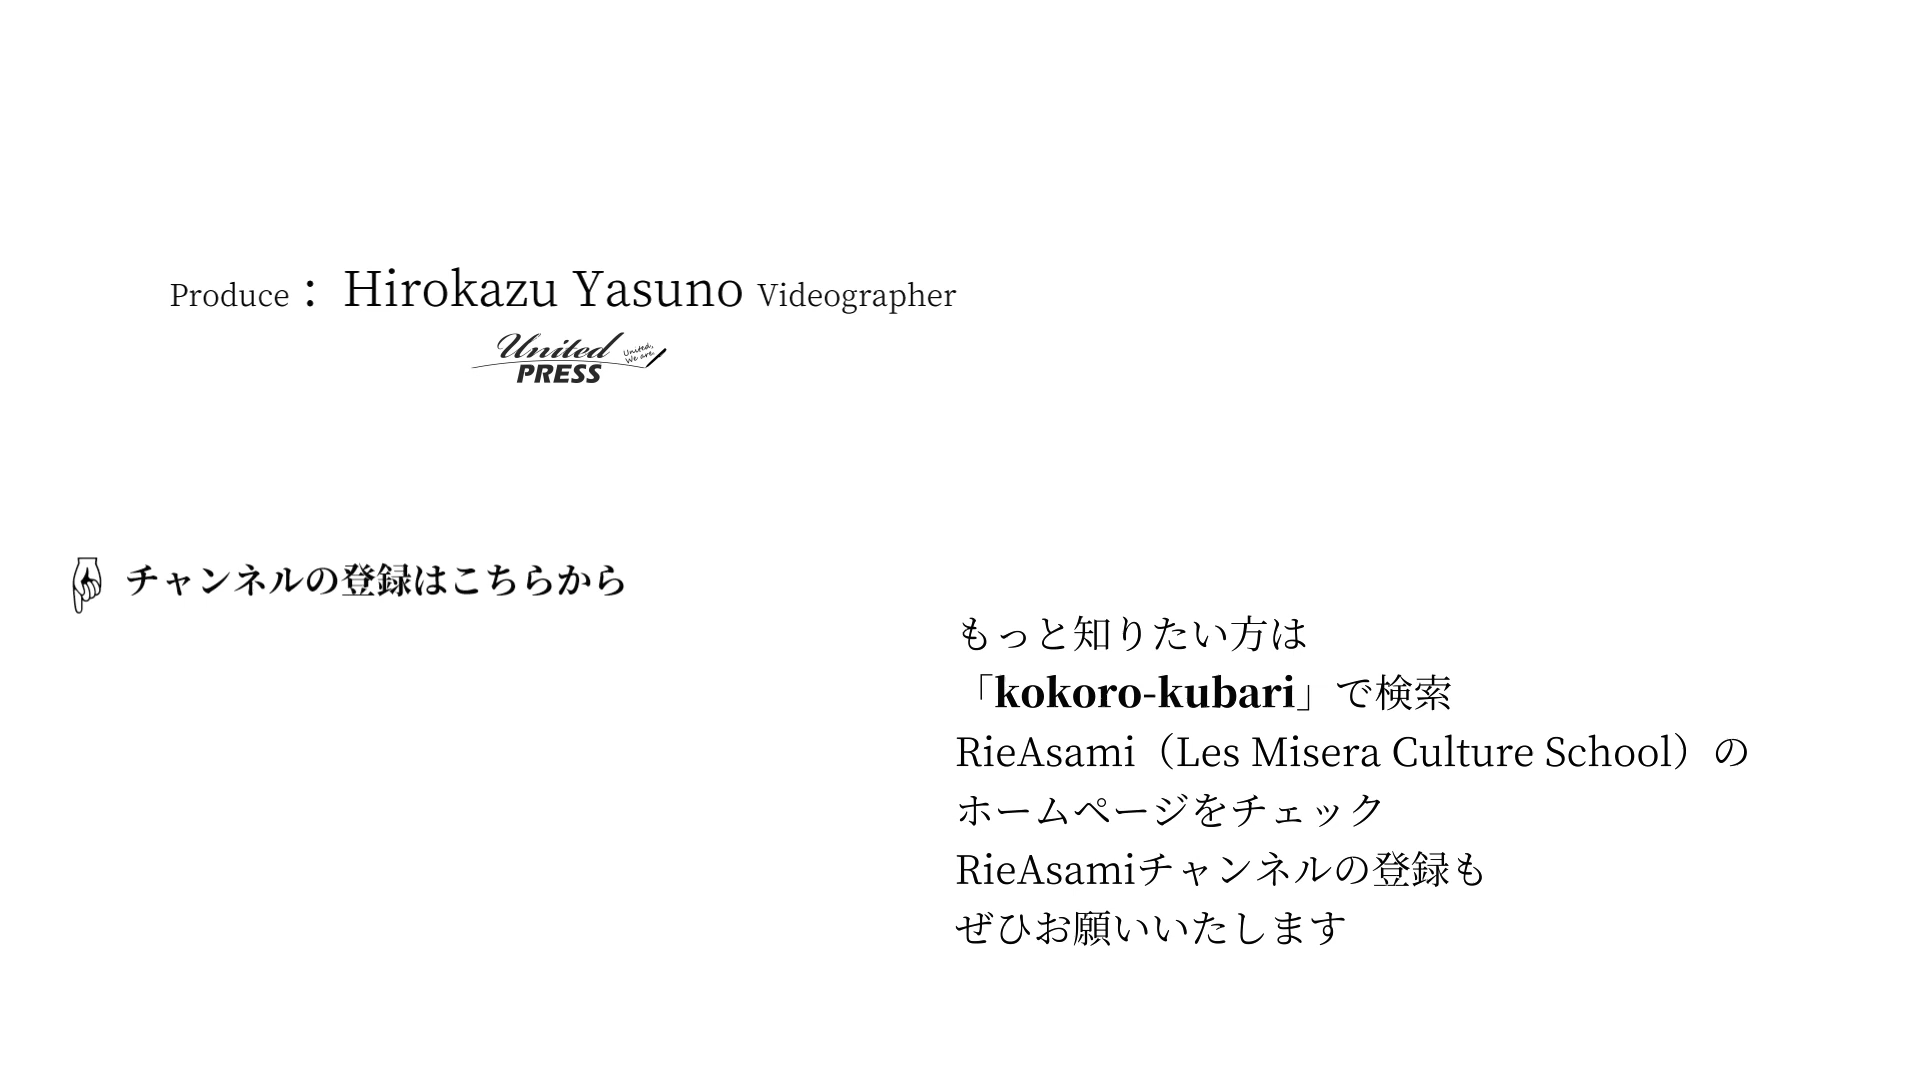 Produce： Hirokazu Yasuno Videographer
United
United,
We are.
PRESS
☟ チャンネルの登録はこちらから
もっと知りたい方は
「kokoro-kubari」で検索
RieAsami（Les Misera Culture School）の
ホームページをチェック
RieAsamiチャンネルの登録も
ぜひお願いいたします